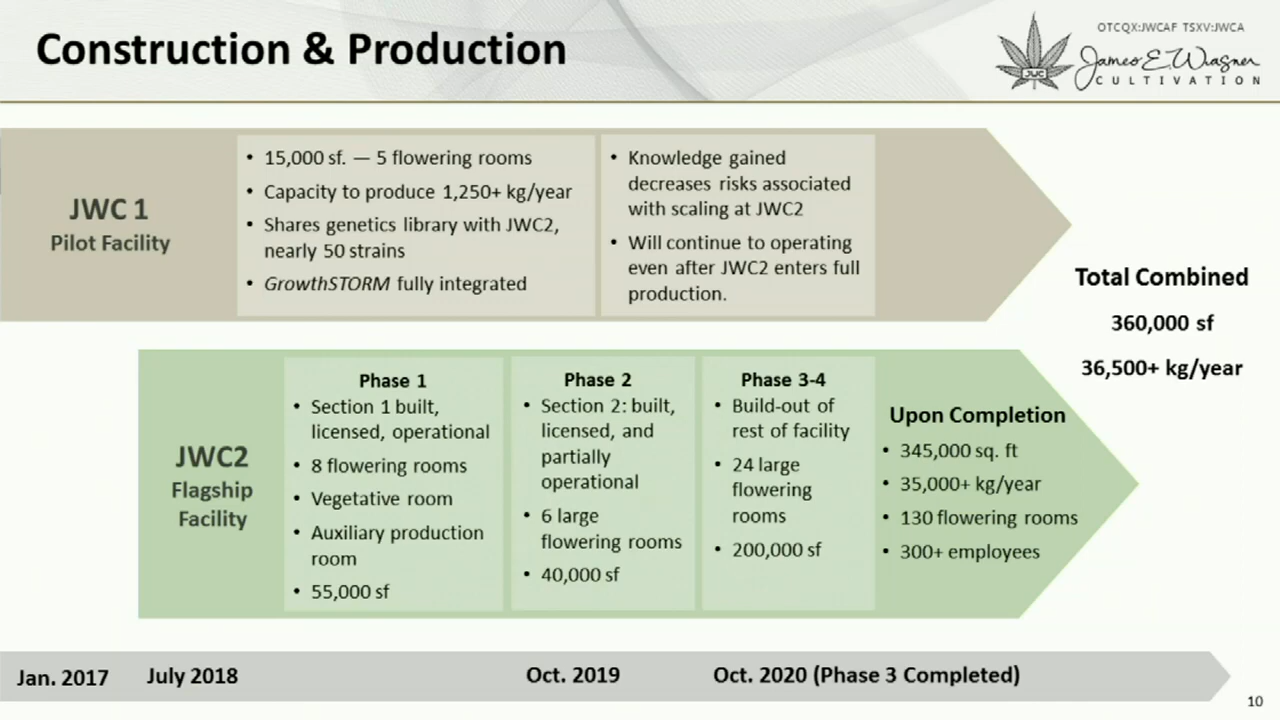 Construction & Production
OTCQX:JWCAF TSXV:JWCA
JWC
James E. Wagner
CULTIVATION
JWC 1
Pilot Facility
• 15,000 sf. — 5 flowering rooms
• Capacity to produce 1,250+ kg/year
• Shares genetics library with JWC2,
nearly 50 strains
• GrowthSTORM fully integrated
• Knowledge gained
decreases risks associated
with scaling at JWC2
• Will continue to operating
even after JWC2 enters full
production.
Total Combined
360,000 sf
36,500+ kg/year
JWC2
Flagship
Facility
Phase 1
• Section 1 built,
licensed, operational
• 8 flowering rooms
• Vegetative room
• Auxiliary production
room
• 55,000 sf
Phase 2
• Section 2: built,
licensed, and
partially
operational
• 6 large
flowering rooms
• 40,000 sf
Phase 3-4
• Build-out of
rest of facility
• 24 large
flowering
rooms
• 200,000 sf
Upon Completion
• 345,000 sq. ft
• 35,000+ kg/year
• 130 flowering rooms
• 300+ employees
Jan. 2017
July 2018
Oct. 2019
Oct. 2020 (Phase 3 Completed)
10